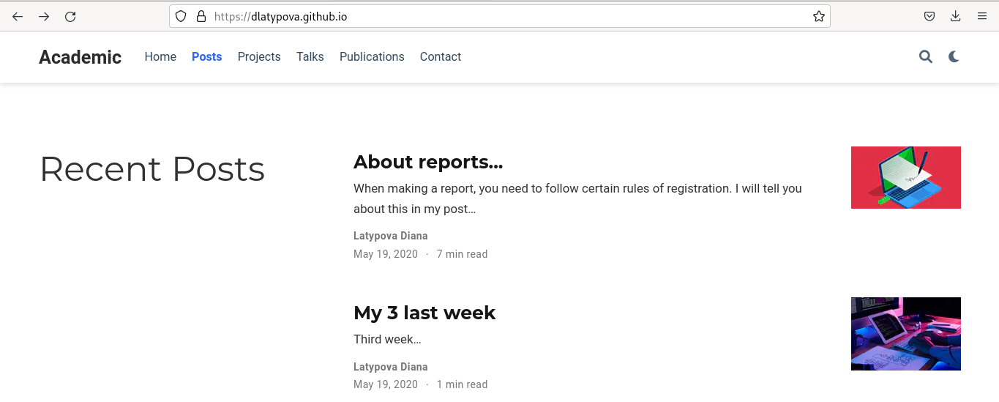 https://dlatypova.github.io
Academic Home Posts Projects Talks Publications Contact
Recent Posts
About reports...
When making a report, you need to follow certain rules of registration. I will tell you
about this in my post…
Latypova Diana
May 19, 2020 · 7 min read
My 3 last week
Third week…
Latypova Diana
May 19, 2020 · 1 min read